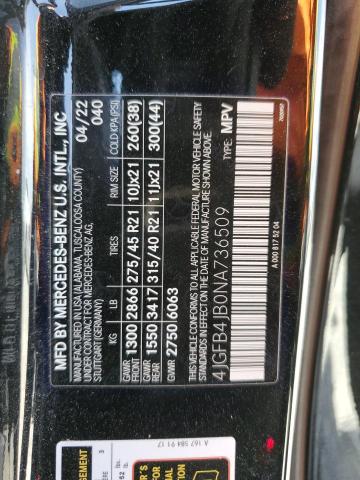 MFD BY MERCEDES-BENZ U.S. INTL., INC
MANUFACTURED IN USA (ALABAMA, TUSCALOOSA COUNTY)
UNDER CONTRACT FOR MERCEDES-BENZ AG,
STUTTGART (GERMANY)
04/22
040
KG LB TIRES RIM SIZE COLD-KPA (PSI)
GAWR 1300 2866 275/45 R21 10Jx21 260(38)
GAWR 1550 3417 315/40 R21 11Jx21 300(44)
GVWR 2750 6063
THIS VEHICLE CONFORMS TO ALL APPLICABLE FEDERAL MOTOR VEHICLE SAFETY
STANDARDS IN EFFECT ON THE DATE OF MANUFACTURE SHOWN ABOVE.
4JGFB4JB0NA736509
TYPE: MPV
A 000 817 52 04
A 167 584 91 17
3
lbs.